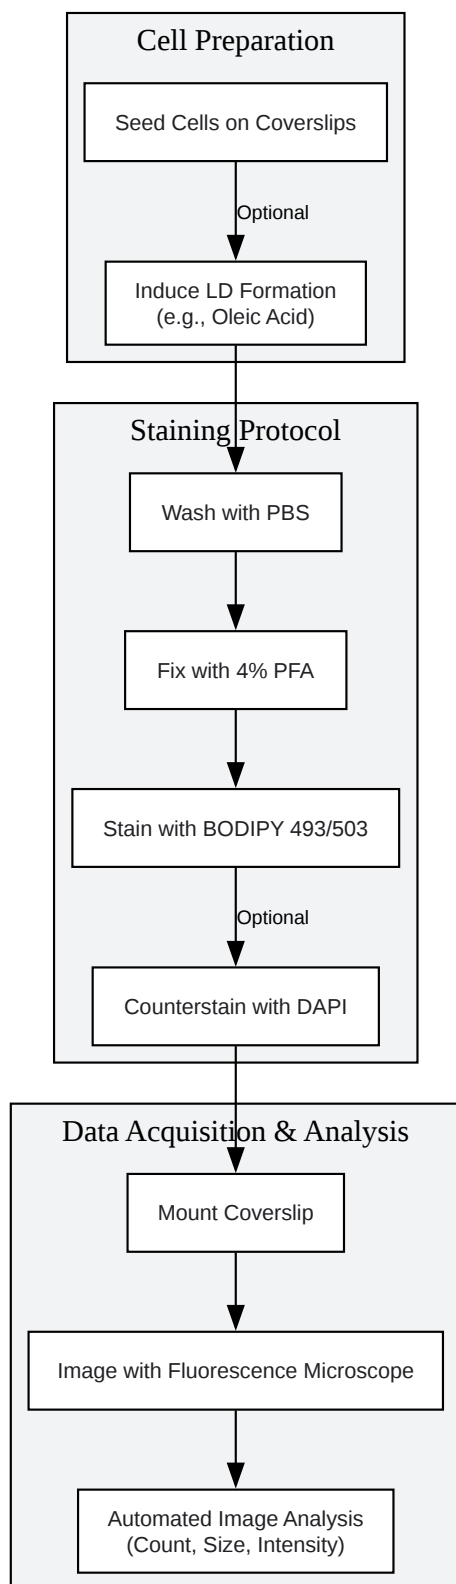 Cell Preparation
Seed Cells on Coverslips
Optional
Induce LD Formation
(e.g., Oleic Acid)
Staining Protocol
Wash with PBS
Fix with 4% PFA
Stain with BODIPY 493/503
Optional
Counterstain with DAPI
Data Acquisition & Analysis
Mount Coverslip
Image with Fluorescence Microscope
Automated Image Analysis
(Count, Size, Intensity)